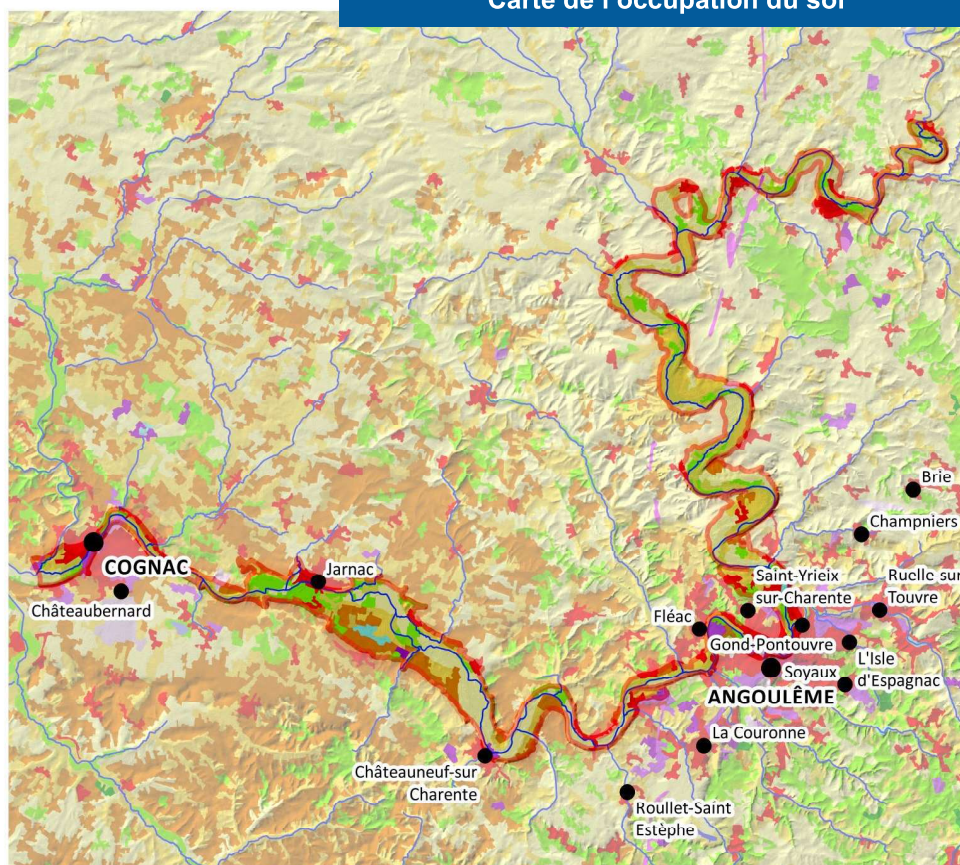 Carte de l'occupation du sol
Brie
Champniers
COGNAC
Jarnac
Saint-Yrieix
sur-Charente
Ruelle-sur
Touvre
Châteaubernard
Fléac
Gond-Pontouvre
L'Isle
d'Espagnac
Soyaux
ANGOULÊME
La Couronne
Châteauneuf-sur
Charente
Roullet-Saint
Estèphe